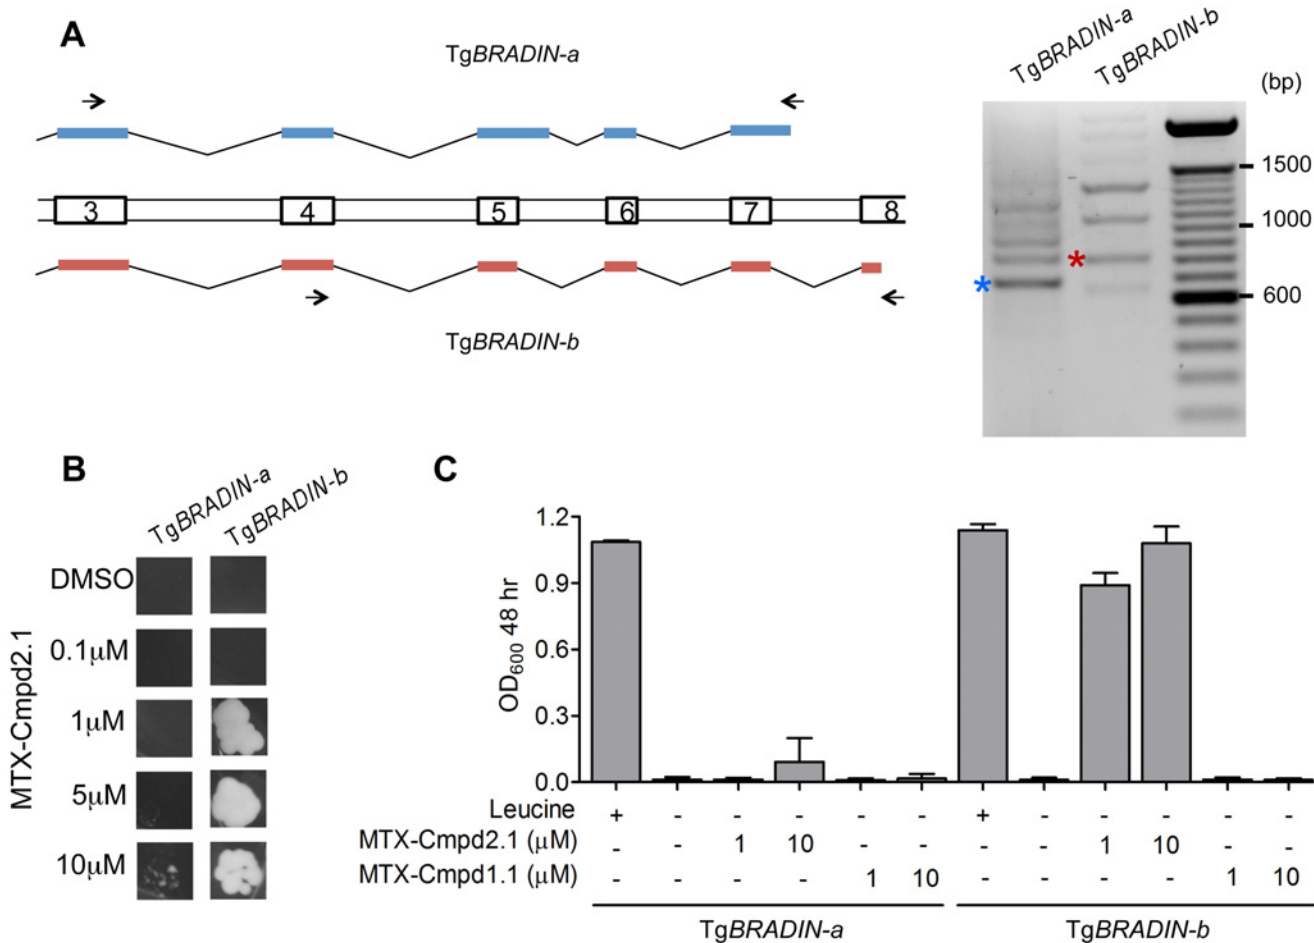 A
TgBRADIN-a
3 4 5 6 7 8
TgBRADIN-b
TgBRADIN-a TgBRADIN-b
(bp)
1500
1000
600
* *
B
TgBRADIN-a TgBRADIN-b
MTX-Cmpd2.1
DMSO
0.1µM
1µM
5µM
10µM
C
OD600 48 hr
1.2
0.9
0.6
0.3
0.0
Leucine + - - - - - + - - - - -
MTX-Cmpd2.1 (µM) - - 1 10 - - - - 1 10 - -
MTX-Cmpd1.1 (µM) - - - - 1 10 - - - - 1 10
TgBRADIN-a TgBRADIN-b